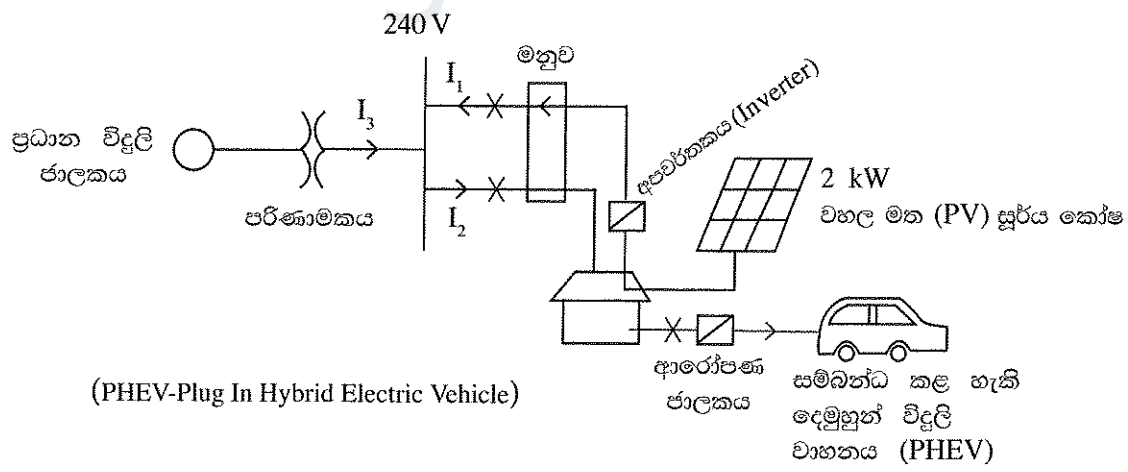 240 V
මනුව
I₁
අපවර්තකය (Inverter)
ප්‍රධාන විදුලි
ජාලකය
I₃
පරිණාමකය
I₂
2 kW
වහල මත (PV) සූර්ය කෝෂ
ආරෝපණ
ජාලකය
(PHEV-Plug In Hybrid Electric Vehicle)
සම්බන්ධ කළ හැකි
දෙමුහුන් විදුලි
වාහනය (PHEV)